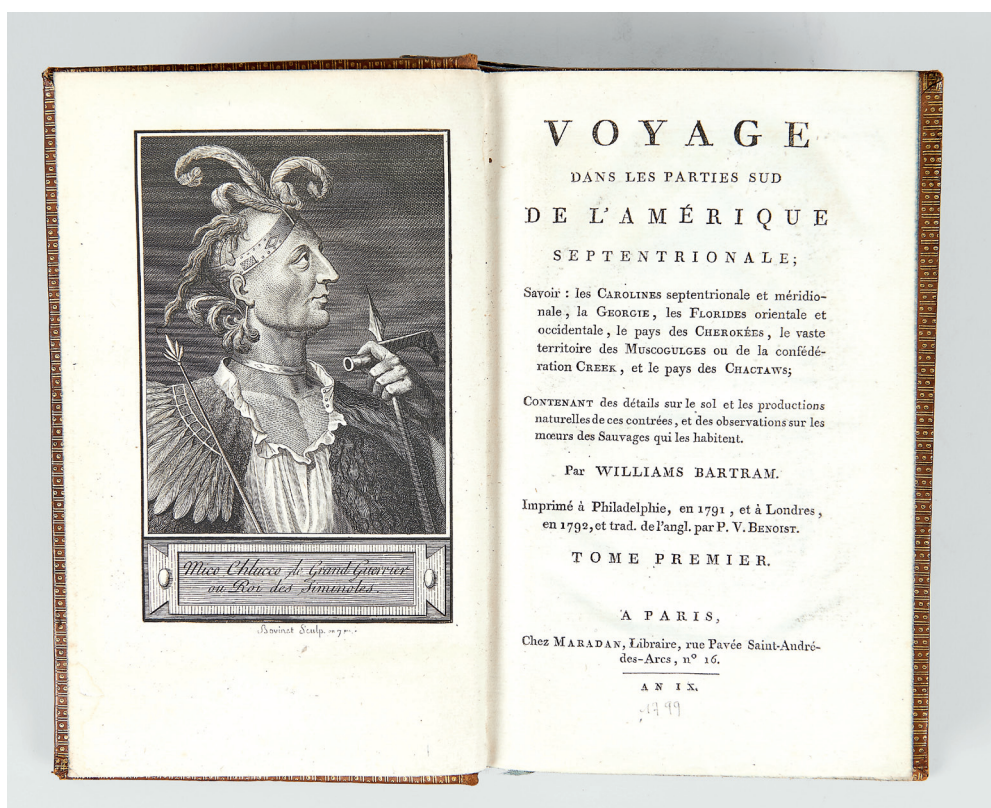 Mico Chlucco le Grand Guerrier
ou Roi des Siminoles.
Bovinet Sculp.
VOYAGE
DANS LES PARTIES SUD
DE L'AMÉRIQUE
SEPTENTRIONALE;
Savoir : les CAROLINES septentrionale et méridio-
nale, la GEORGIE, les FLORIDES orientale et
occidentale, le pays des CHEROKÉES, le vaste
territoire des MUSCOGULGES ou de la confédé-
ration CREEK, et le pays des CHACTAWS;
CONTENANT des détails sur le sol et les productions
naturelles de ces contrées, et des observations sur les
mœurs des Sauvages qui les habitent.
Par WILLIAMS BARTRAM.
Imprimé à Philadelphie, en 1791, et à Londres,
en 1792, et trad. de l'angl. par P. V. BENOIST.
TOME PREMIER.
A PARIS,
Chez MARADAN, Libraire, rue Pavée Saint-André-
des-Arcs, nº 16.
AN IX.
1799